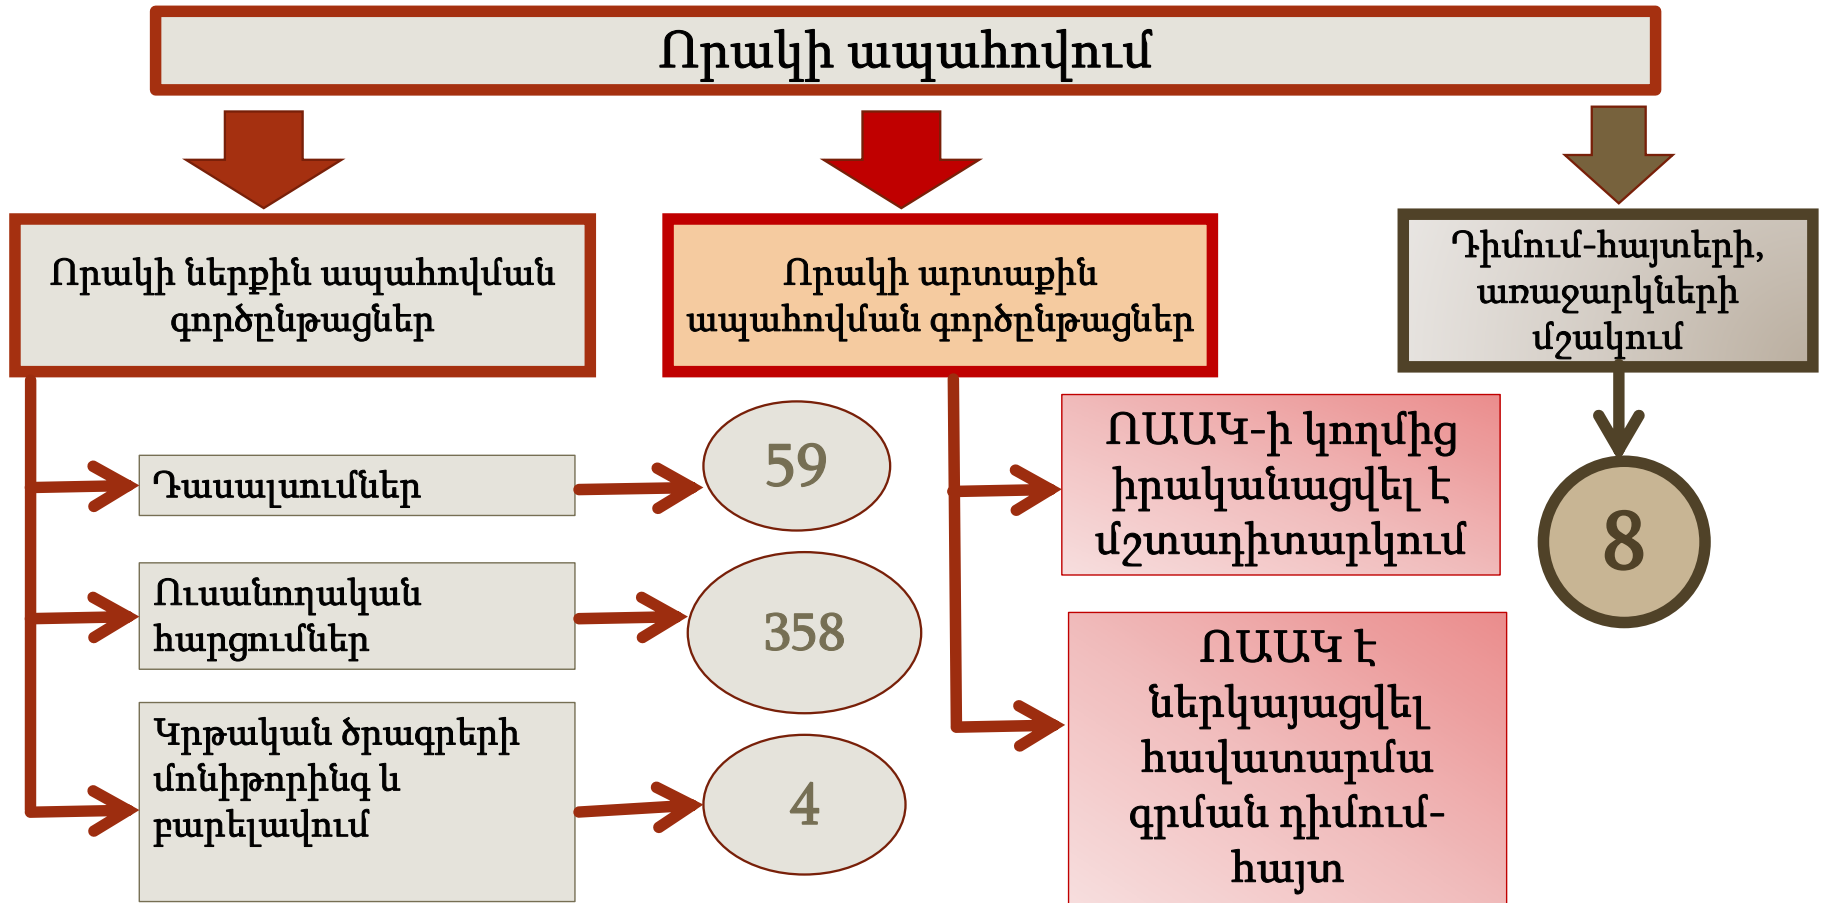 Որակի ապահովում
Որակի ներքին ապահովման
գործընթացներ
Դասալսումներ
59
Ուսանողական
հարցումներ
358
Կրթական ծրագրերի
մոնիթորինգ և
բարելավում
4
Որակի արտաքին
ապահովման գործընթացներ
ՈԱԱԿ-ի կողմից
իրականացվել է
մշտադիտարկում
ՈԱԱԿ է
ներկայացվել
հավատարմա
գրման դիմում-
հայտ
Դիմում-հայտերի,
առաջարկների
մշակում
8